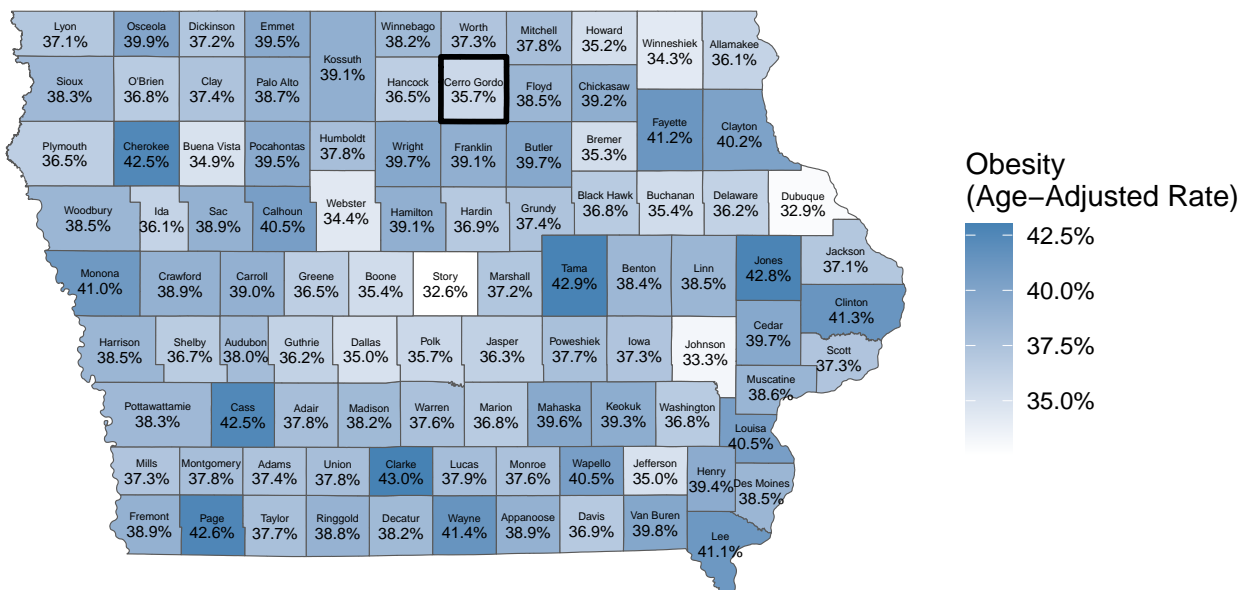 Lyon
37.1%
Osceola
39.9%
Dickinson
37.2%
Emmet
39.5%
Kossuth
39.1%
Winnebago
38.2%
Worth
37.3%
Mitchell
37.8%
Howard
35.2%
Winneshiek
34.3%
Allamakee
36.1%
Sioux
38.3%
O'Brien
36.8%
Clay
37.4%
Palo Alto
38.7%
Hancock
36.5%
Cerro Gordo
35.7%
Floyd
38.5%
Chickasaw
39.2%
Fayette
41.2%
Clayton
40.2%
Plymouth
36.5%
Cherokee
42.5%
Buena Vista
34.9%
Pocahontas
39.5%
Humboldt
37.8%
Wright
39.7%
Franklin
39.1%
Butler
39.7%
Bremer
35.3%
Woodbury
38.5%
Ida
36.1%
Sac
38.9%
Calhoun
40.5%
Webster
34.4%
Hamilton
39.1%
Hardin
36.9%
Grundy
37.4%
Black Hawk
36.8%
Buchanan
35.4%
Delaware
36.2%
Dubuque
32.9%
Monona
41.0%
Crawford
38.9%
Carroll
39.0%
Greene
36.5%
Boone
35.4%
Story
32.6%
Marshall
37.2%
Tama
42.9%
Benton
38.4%
Linn
38.5%
Jones
42.8%
Jackson
37.1%
Clinton
41.3%
Harrison
38.5%
Shelby
36.7%
Audubon
38.0%
Guthrie
36.2%
Dallas
35.0%
Polk
35.7%
Jasper
36.3%
Poweshiek
37.7%
Iowa
37.3%
Johnson
33.3%
Cedar
39.7%
Scott
37.3%
Muscatine
38.6%
Pottawattamie
38.3%
Cass
42.5%
Adair
37.8%
Madison
38.2%
Warren
37.6%
Marion
36.8%
Mahaska
39.6%
Keokuk
39.3%
Washington
36.8%
Louisa
40.5%
Mills
37.3%
Montgomery
37.8%
Adams
37.4%
Union
37.8%
Clarke
43.0%
Lucas
37.9%
Monroe
37.6%
Wapello
40.5%
Jefferson
35.0%
Henry
39.4%
Des Moines
38.5%
Fremont
38.9%
Page
42.6%
Taylor
37.7%
Ringgold
38.8%
Decatur
38.2%
Wayne
41.4%
Appanoose
38.9%
Davis
36.9%
Van Buren
39.8%
Lee
41.1%
Obesity
(Age−Adjusted Rate)
42.5%
40.0%
37.5%
35.0%